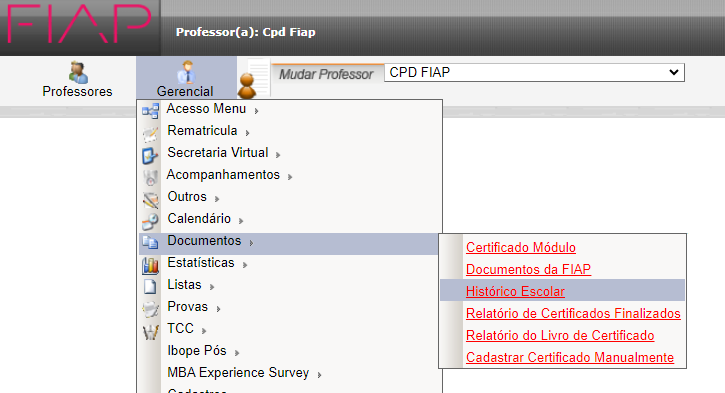 FIAP
Professor(a): Cpd Fiap
Professores
Gerencial
Mudar Professor
CPD FIAP
Acesso Menu
Rematricula
Secretaria Virtual
Acompanhamentos
Outros
Calendário
Documentos
Estatísticas
Listas
Provas
TCC
Ibope Pós
MBA Experience Survey
Certificado Módulo
Documentos da FIAP
Histórico Escolar
Relatório de Certificados Finalizados
Relatório do Livro de Certificado
Cadastrar Certificado Manualmente